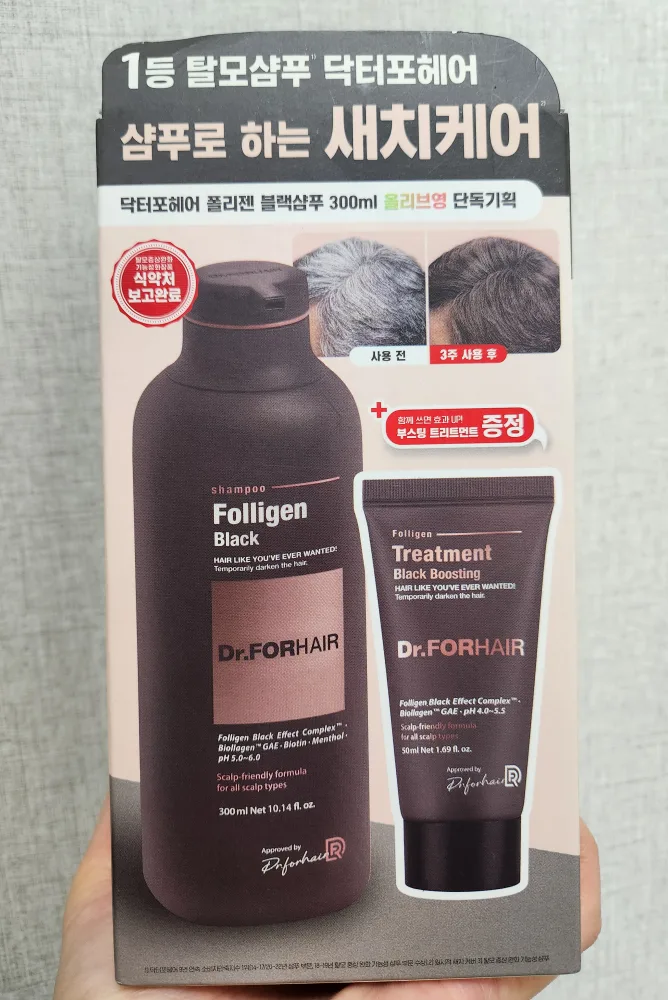 1등 탈모샴푸¹⁾ 닥터포헤어
샴푸로 하는 새치케어²⁾
닥터포헤어 폴리젠 블랙샴푸 300ml 올리브영 단독기획
탈모증상완화
기능성화장품
식약처
보고완료
사용 전
3주 사용 후
+
함께 쓰면 효과 UP!
부스팅 트리트먼트 증정
shampoo
Folligen
Black
HAIR LIKE YOU'VE EVER WANTED!
Temporarily darken the hair.
Dr.FORHAIR
Folligen Black Effect Complex™ ·
Biollagen™ GAE · Biotin · Menthol ·
pH 5.0~6.0
Scalp-friendly formula
for all scalp types
300ml Net 10.14 fl. oz.
Approved by
Dr.forhair
Folligen
Treatment
Black Boosting
HAIR LIKE YOU'VE EVER WANTED!
Temporarily darken the hair.
Dr.FORHAIR
Folligen Black Effect Complex™ ·
Biollagen™ GAE · pH 4.0~5.5
Scalp-friendly formula
for all scalp types
50ml Net 1.69 fl. oz.
Approved by
Dr.forhair